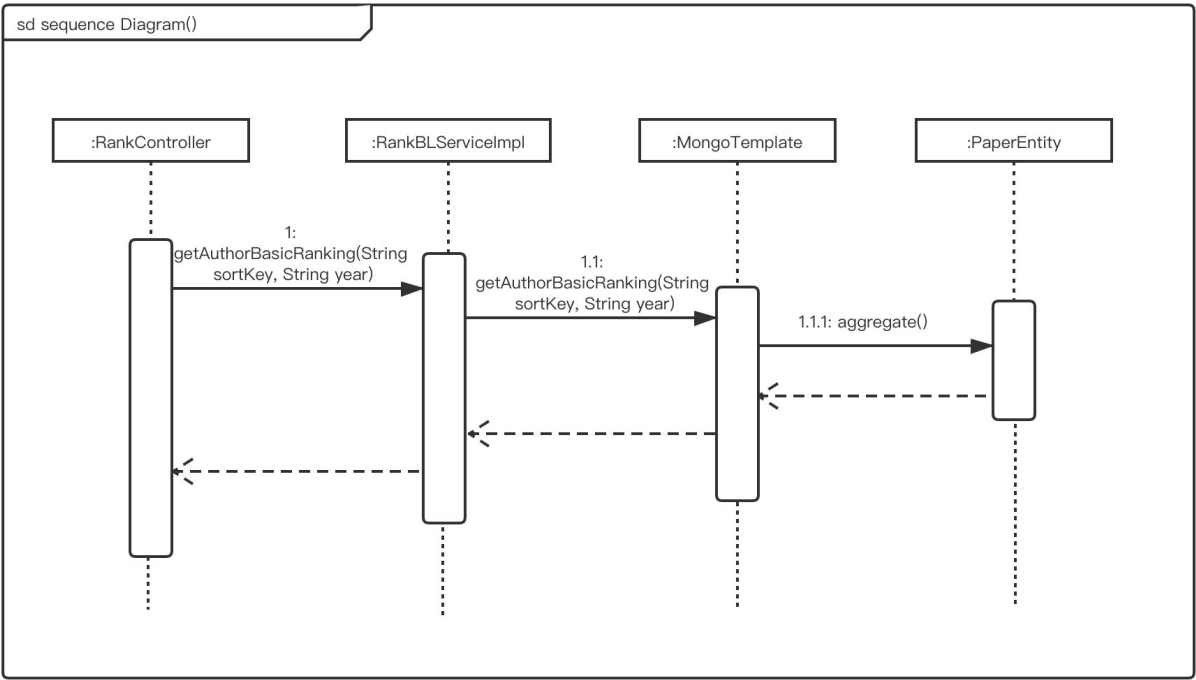 sd sequence Diagram()
:RankController
:RankBLServiceImpl
:MongoTemplate
:PaperEntity
1:
getAuthorBasicRanking(String
sortKey, String year)
1.1:
getAuthorBasicRanking(String
sortKey, String year)
1.1.1: aggregate()